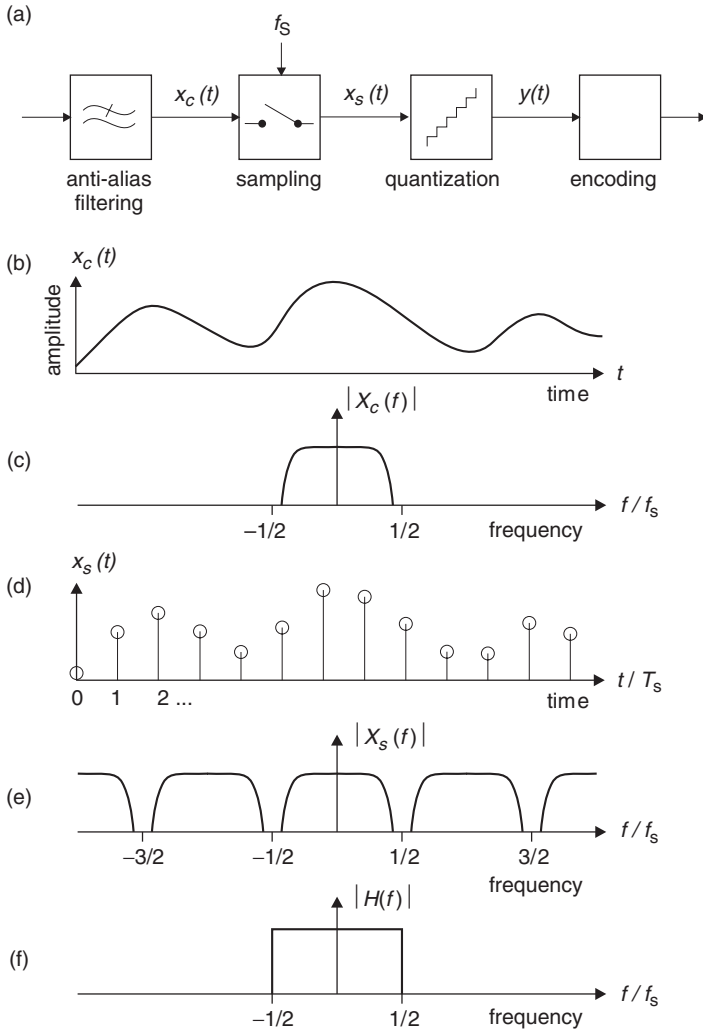 (a)
f_S
x_c(t)
x_s(t)
y(t)
anti-alias
filtering
sampling
quantization
encoding
(b)
x_c(t)
amplitude
t
time
|X_c(f)|
(c)
f / f_s
–1/2
1/2
frequency
x_s(t)
(d)
t / T_s
0
1
2 ...
time
|X_s(f)|
(e)
f / f_s
–3/2
–1/2
1/2
3/2
frequency
|H(f)|
(f)
f / f_s
–1/2
1/2
frequency